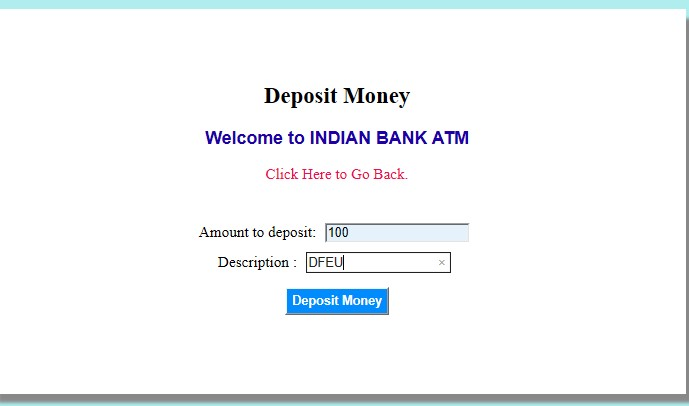 Deposit Money
Welcome to INDIAN BANK ATM
Click Here to Go Back.
Amount to deposit: 100
Description : DFEU
Deposit Money